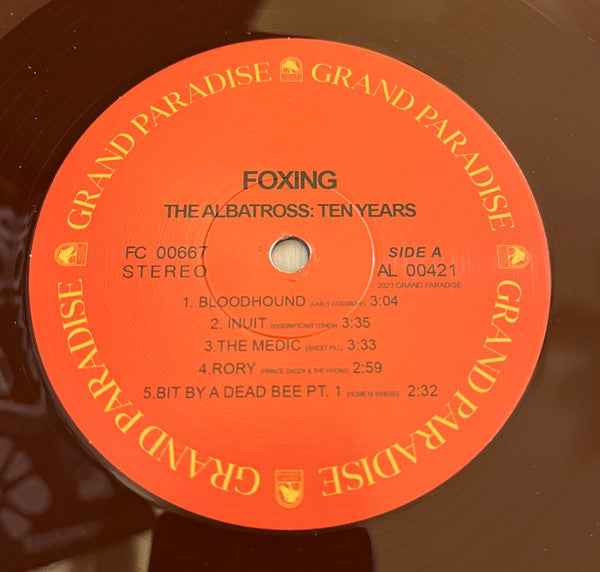 GRAND PARADISE GRAND PARADISE GRAND PARADISE GRAND PARADISE
FOXING
THE ALBATROSS: TEN YEARS
FC 00667 SIDE A
STEREO AL 00421
2023 GRAND PARADISE
1. BLOODHOUND (CARLY COSGROVE) 3:04
2. INUIT (INSIGNIFICANT OTHER) 3:35
3.THE MEDIC (SWEET PILL) 3:33
4.RORY (PRINCE DADDY & THE HYENA) 2:59
5.BIT BY A DEAD BEE PT. 1 (HOME IS WHERE) 2:32